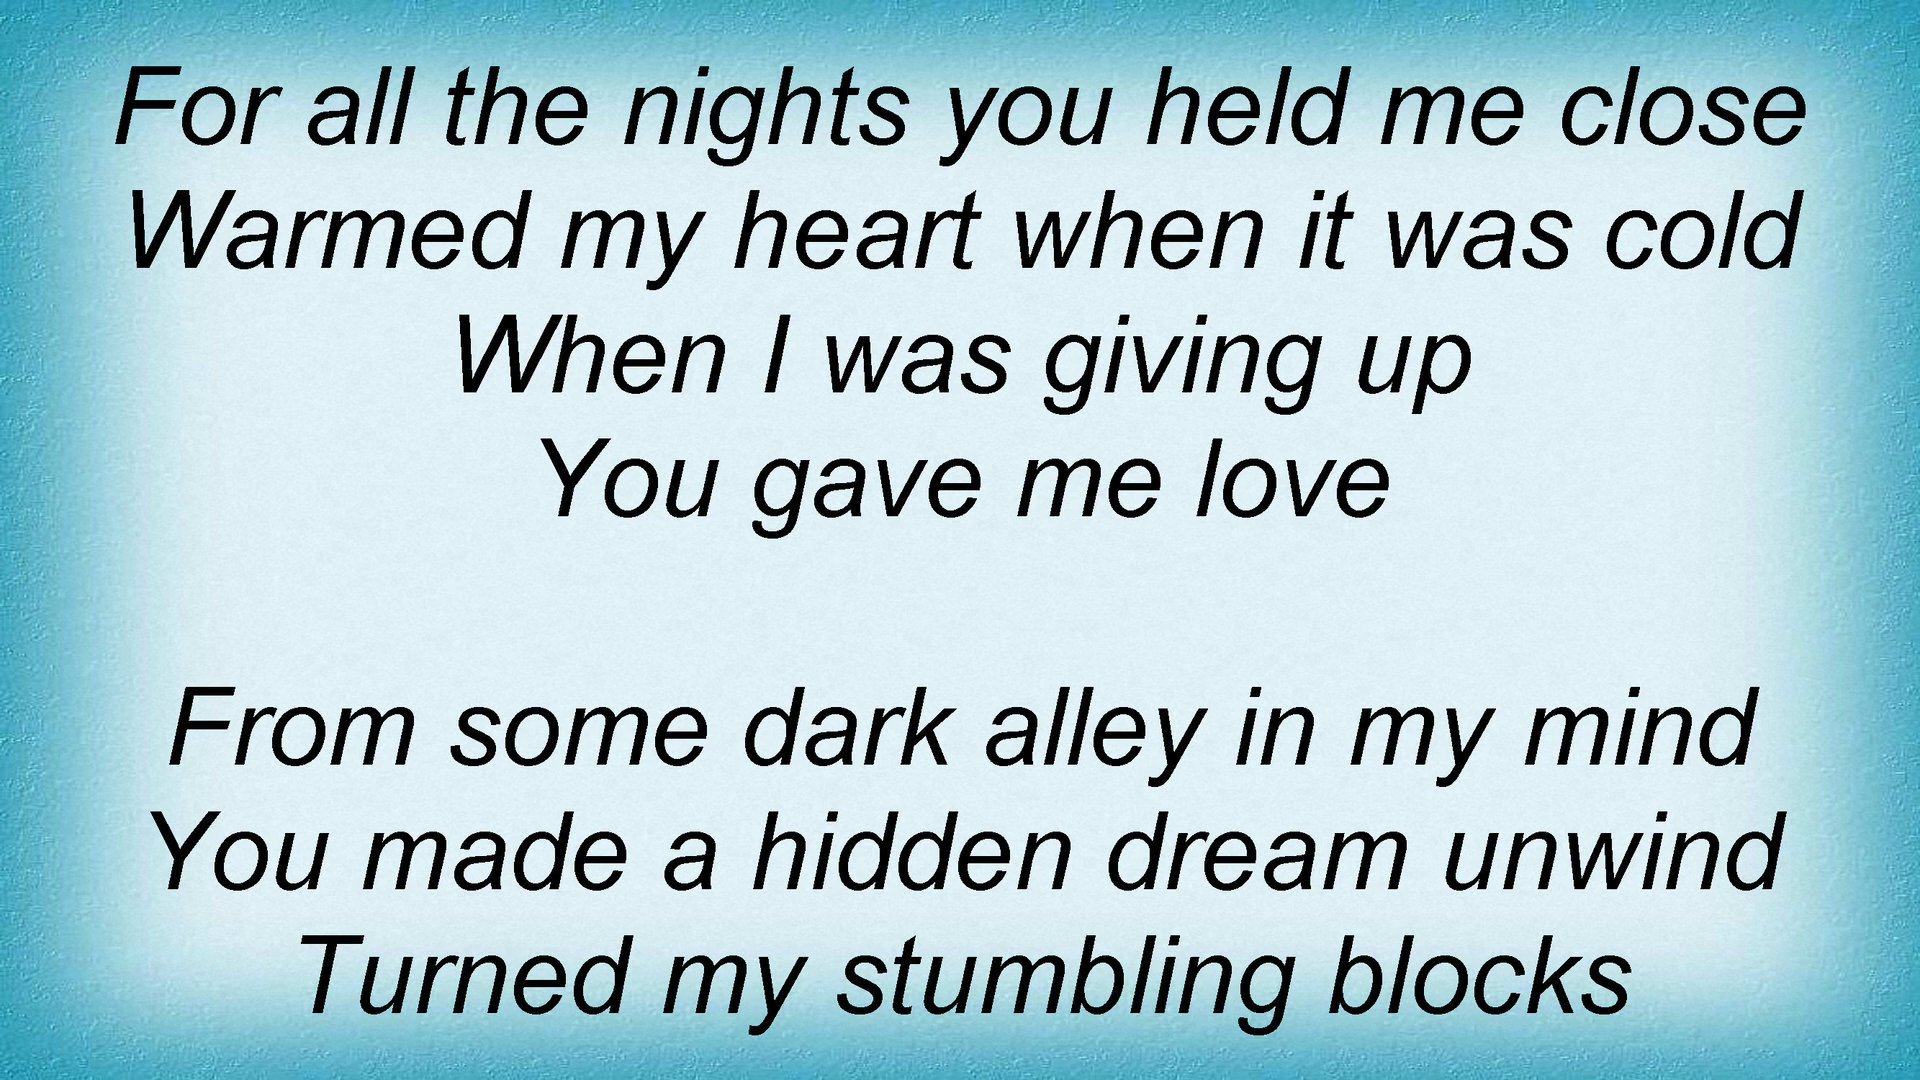 For all the nights you held me close
Warmed my heart when it was cold
When I was giving up
You gave me love
From some dark alley in my mind
You made a hidden dream unwind
Turned my stumbling blocks